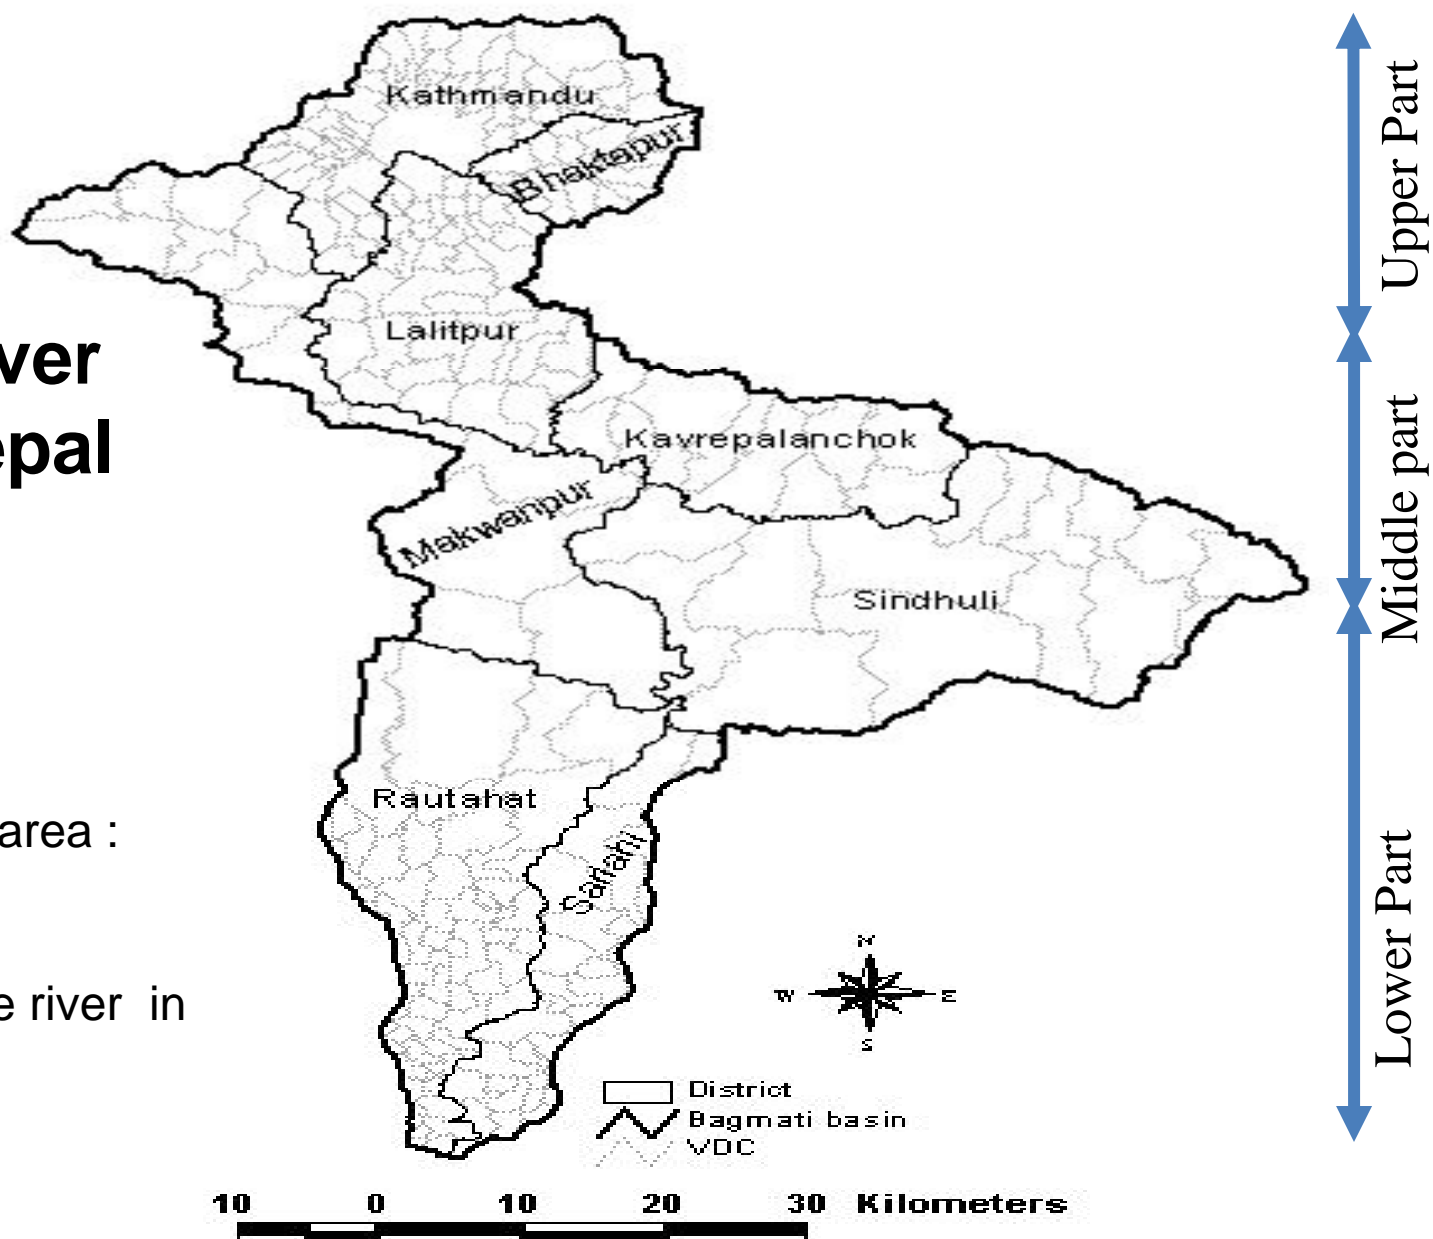 Kathmandu
Bhaktapur
Upper Part
Lalitpur
ver
epal
Kavrepalanchok
Makwanpur
Middle part
Sindhuli
Rautahat
area :
Sarlahi
Lower Part
N
W E
S
e river in
District
Bagmati basin
VDC
10 0 10 20 30 Kilometers